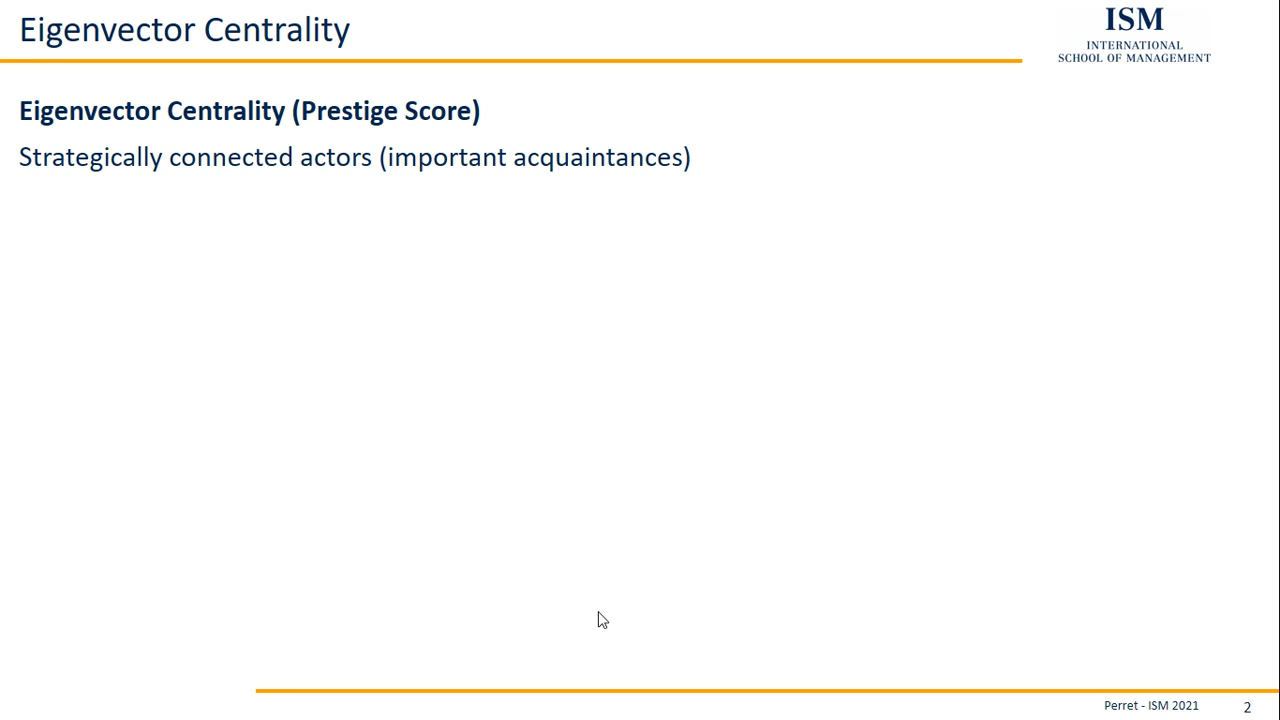 Eigenvector Centrality
ISM
INTERNATIONAL
SCHOOL OF MANAGEMENT
Eigenvector Centrality (Prestige Score)
Strategically connected actors (important acquaintances)
Perret - ISM 2021
2